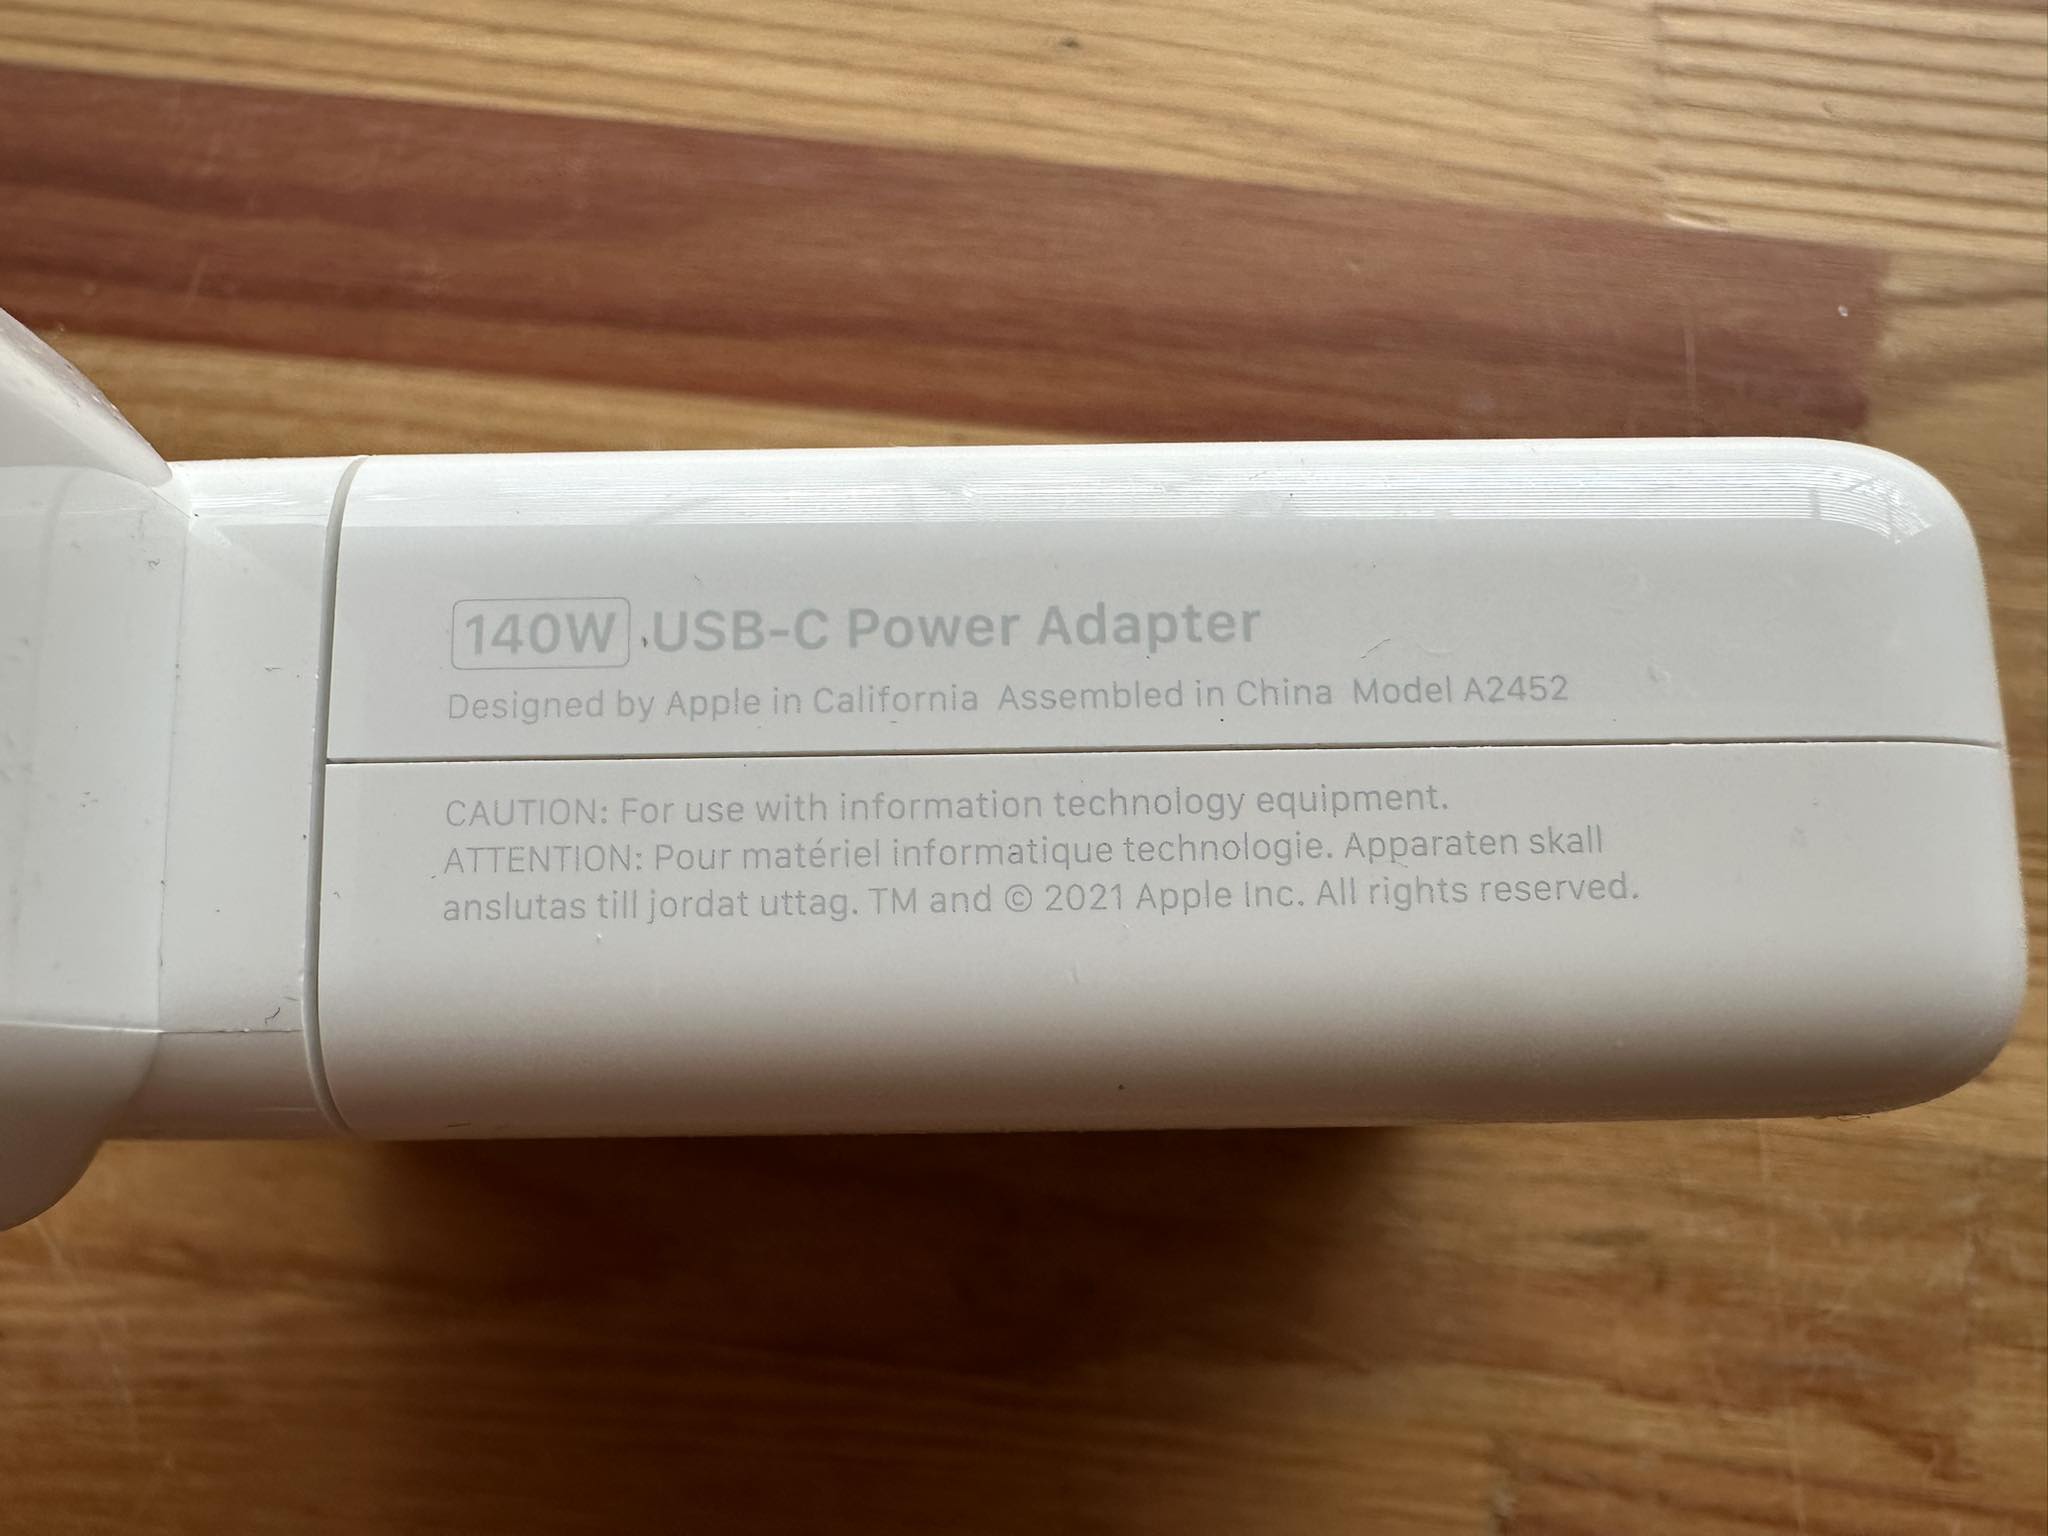 140W USB-C Power Adapter
Designed by Apple in California Assembled in China Model A2452
CAUTION: For use with information technology equipment.
ATTENTION: Pour matériel informatique technologie. Apparaten skall
anslutas till jordat uttag. TM and © 2021 Apple Inc. All rights reserved.